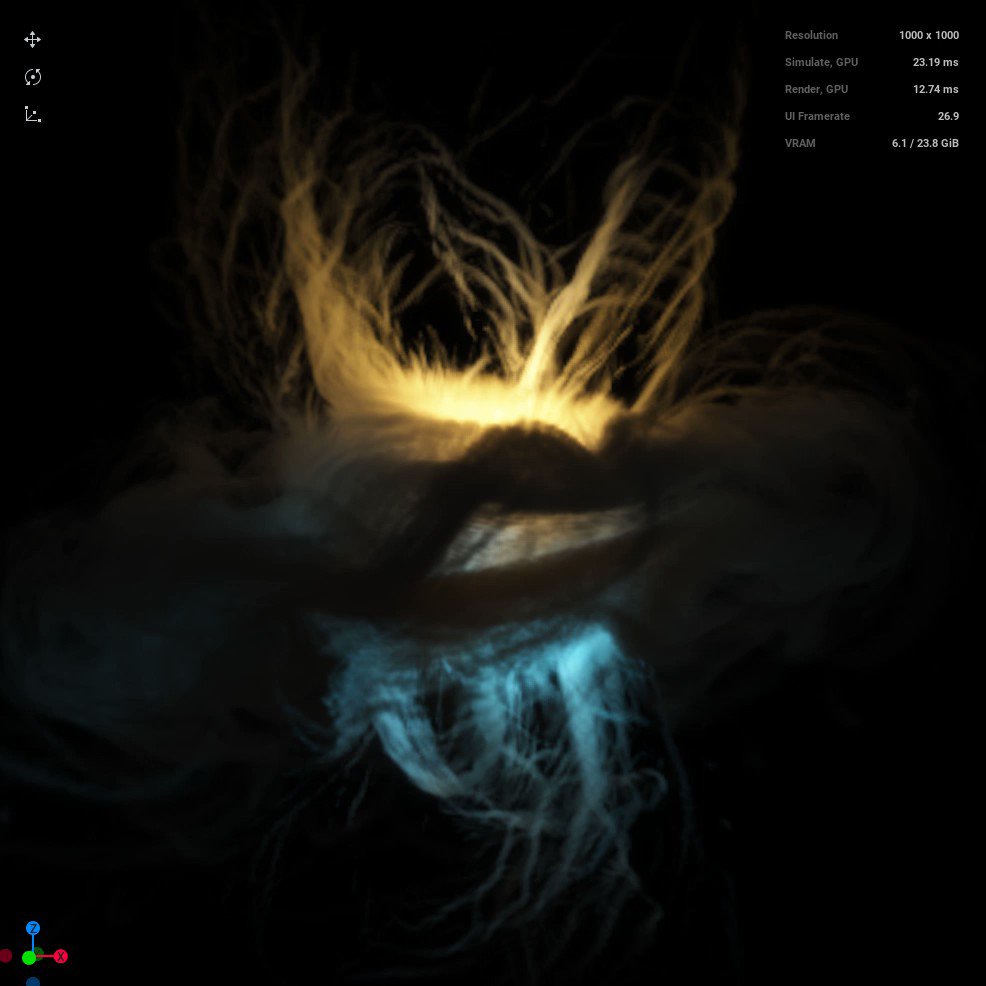 Resolution 1000 x 1000
Simulate, GPU 23.19 ms
Render, GPU 12.74 ms
UI Framerate 26.9
VRAM 6.1 / 23.8 GiB
Z
X